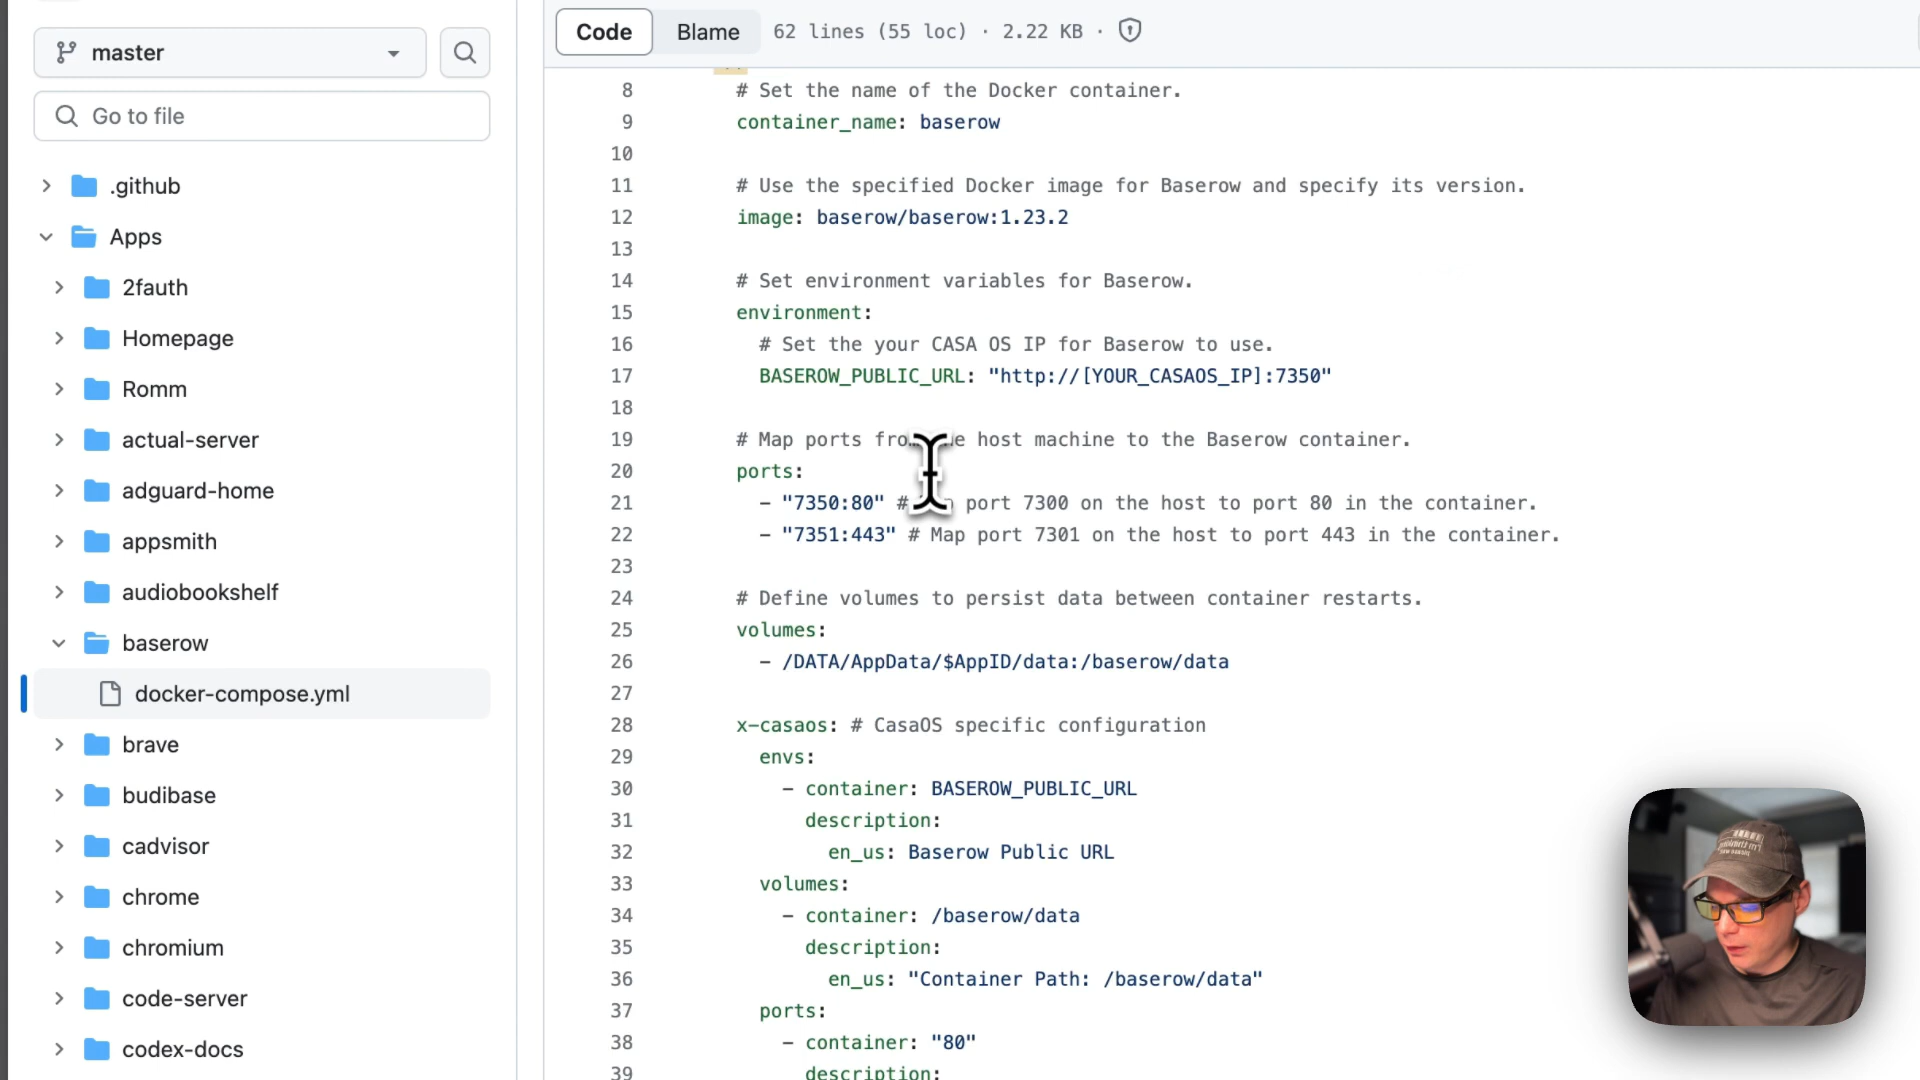 master
Go to file
.github
Apps
2fauth
Homepage
Romm
actual-server
adguard-home
appsmith
audiobookshelf
baserow
docker-compose.yml
brave
budibase
cadvisor
chrome
chromium
code-server
codex-docs
Code Blame 62 lines (55 loc) · 2.22 KB ·
8 # Set the name of the Docker container.
9 container_name: baserow
10
11 # Use the specified Docker image for Baserow and specify its version.
12 image: baserow/baserow:1.23.2
13
14 # Set environment variables for Baserow.
15 environment:
16 # Set the your CASA OS IP for Baserow to use.
17 BASEROW_PUBLIC_URL: "http://[YOUR_CASAOS_IP]:7350"
18
19 # Map ports from the host machine to the Baserow container.
20 ports:
21 - "7350:80" # Map port 7300 on the host to port 80 in the container.
22 - "7351:443" # Map port 7301 on the host to port 443 in the container.
23
24 # Define volumes to persist data between container restarts.
25 volumes:
26 - /DATA/AppData/$AppID/data:/baserow/data
27
28 x-casaos: # CasaOS specific configuration
29 envs:
30 - container: BASEROW_PUBLIC_URL
31 description:
32 en_us: Baserow Public URL
33 volumes:
34 - container: /baserow/data
35 description:
36 en_us: "Container Path: /baserow/data"
37 ports:
38 - container: "80"
39 description: